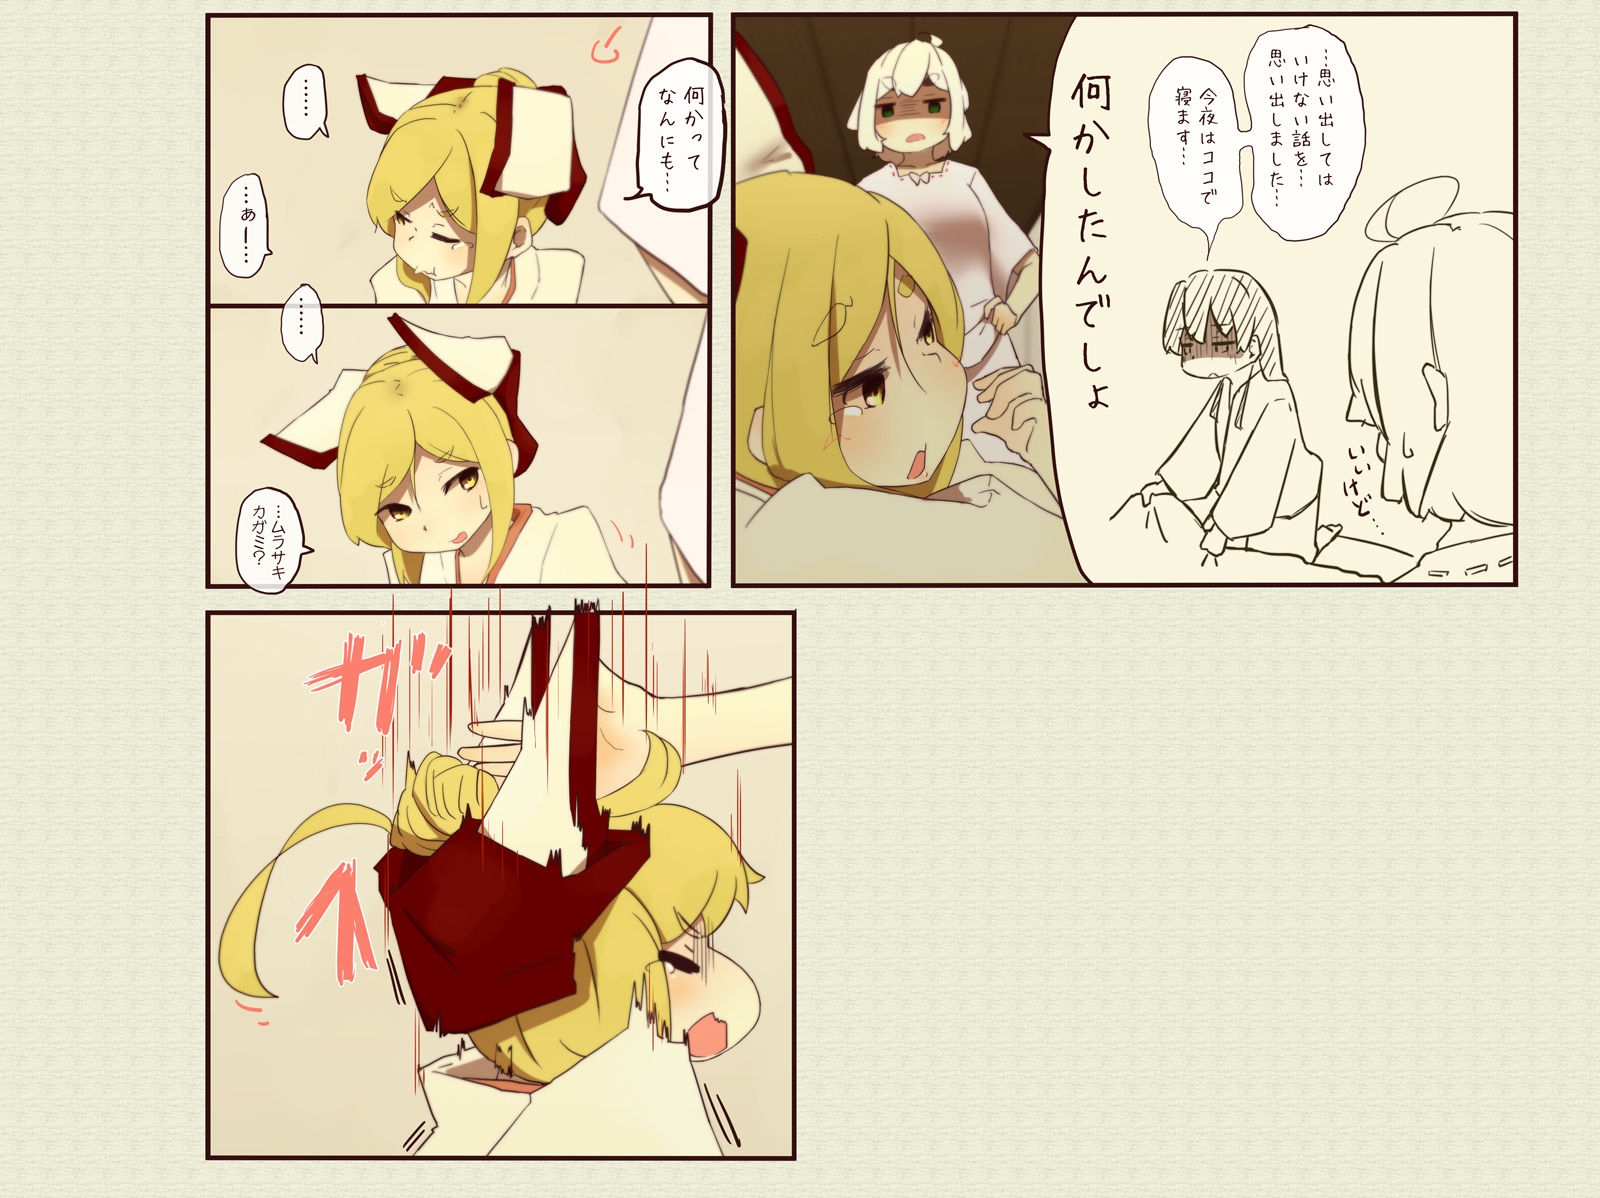 …思い出しては
いけない話を…
思い出しました…
今夜はココで
寝ます…
いいけど…
何かしたんでしょ
何かって
なんにも…
……
…ぁー…
……
…ムラサキ
カガミ?
ガッ